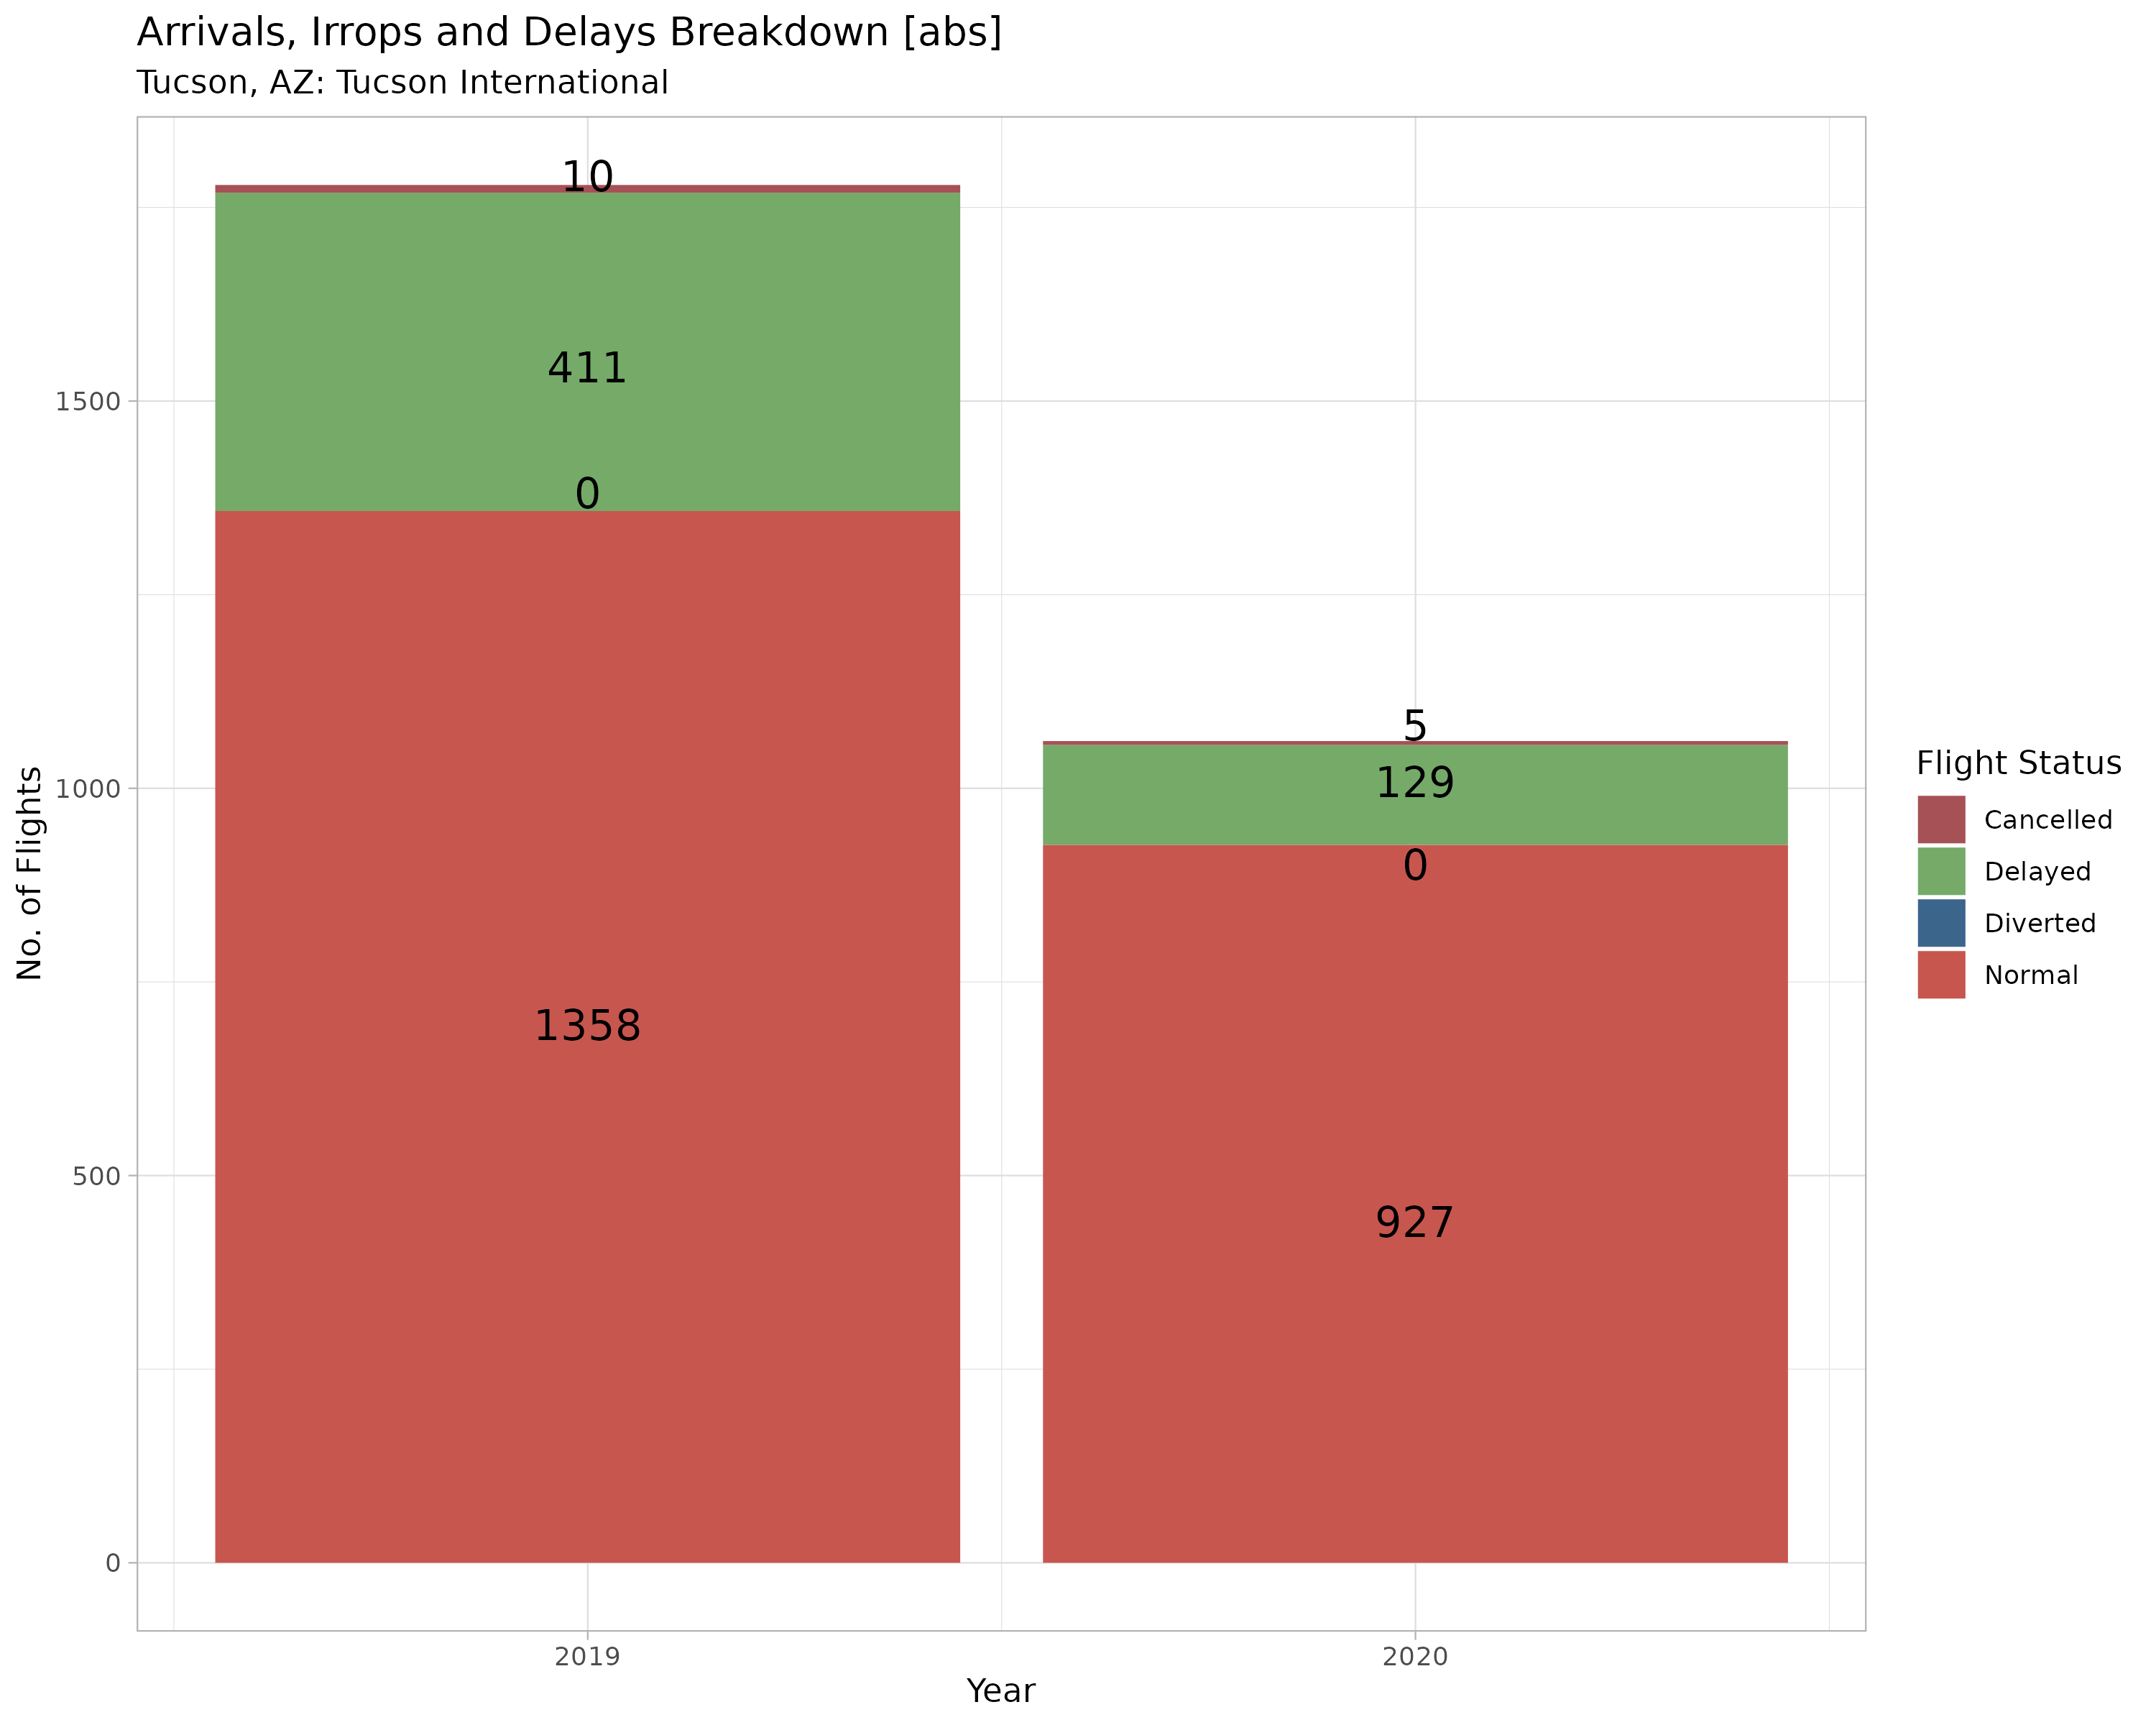 Arrivals, Irrops and Delays Breakdown [abs]
Tucson, AZ: Tucson International
No. of Flights
1500
1000
500
0
10
411
0
1358
5
129
0
927
2019
2020
Year
Flight Status
Cancelled
Delayed
Diverted
Normal